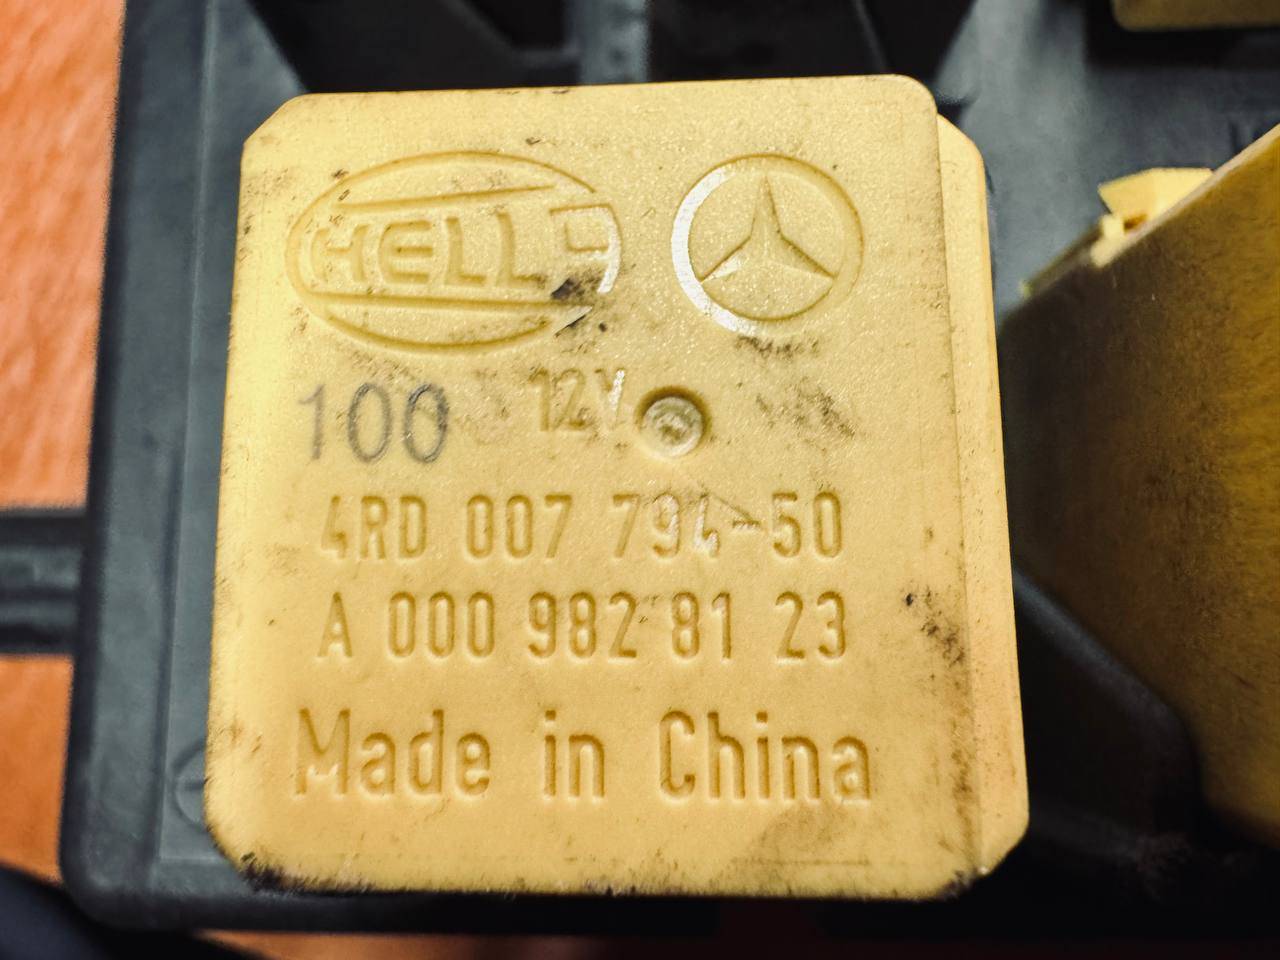 HELLA
100 12V
4RD 007 794-50
A 000 982 81 23
Made in China